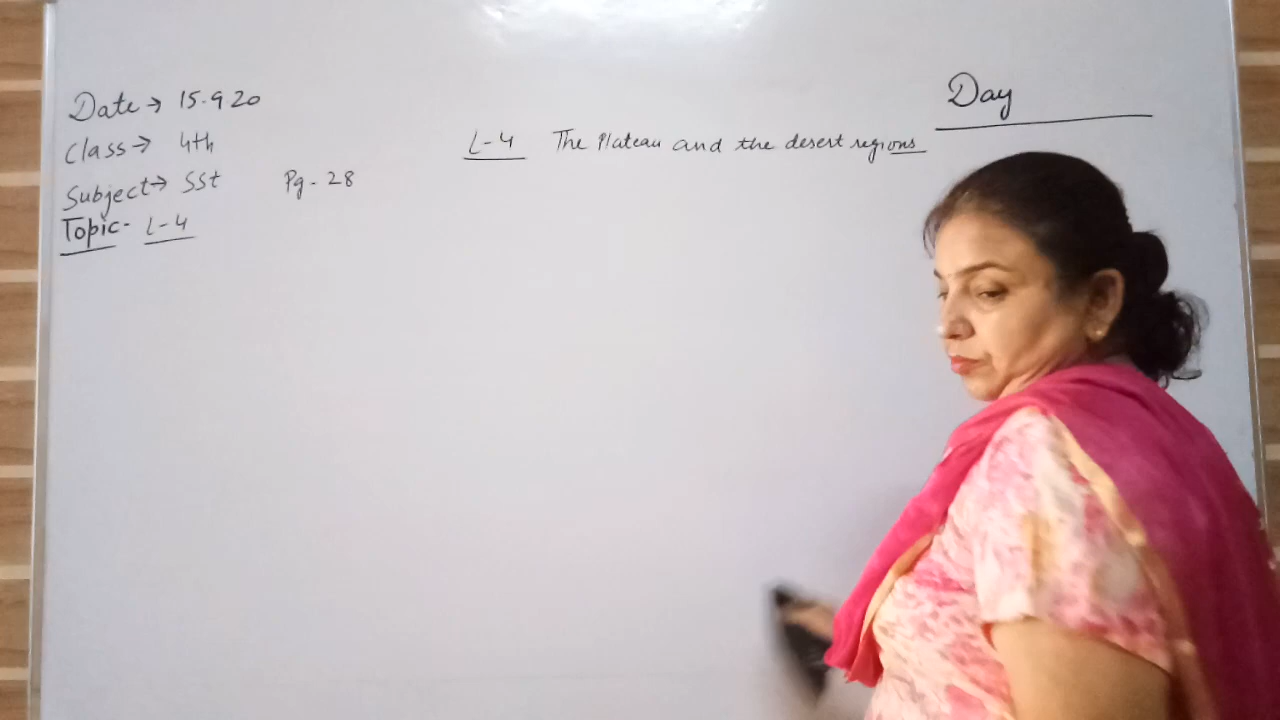 Day
Date → 15.9.20
Class → 4th
L-4 The Plateau and the desert regions
Subject → SSt Pg-28
Topic- L-4